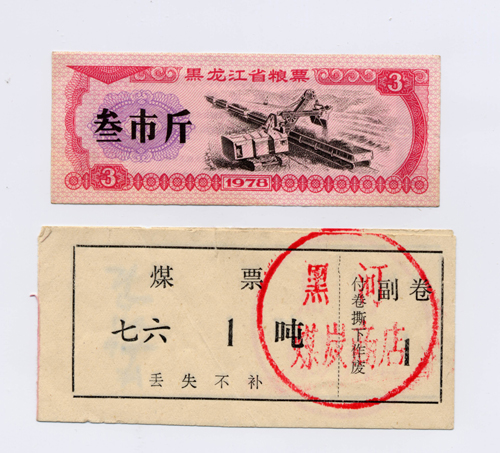 黑龙江省粮票
3
叁市斤
3
1978
煤 票
七六 1 吨
丢失不补
付卷撕下作废
副卷
1
黑河
煤炭商店